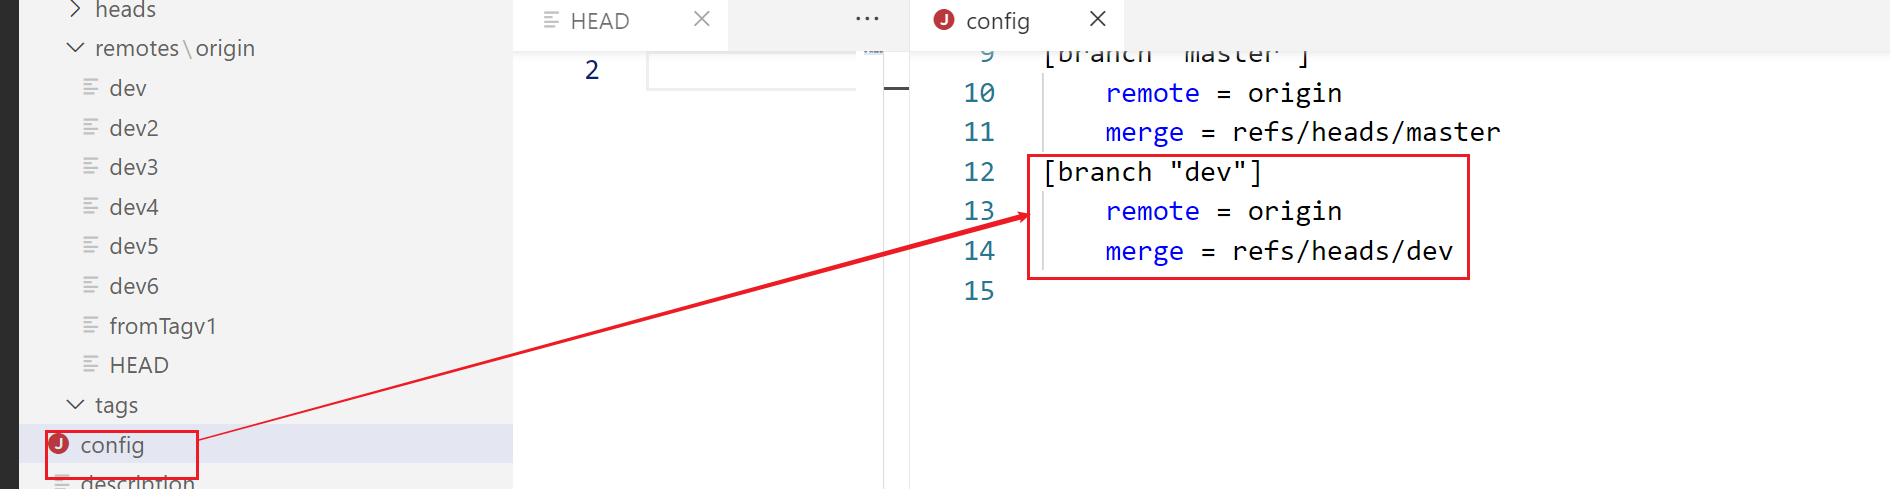 heads
remotes\origin
dev
dev2
dev3
dev4
dev5
dev6
fromTagv1
HEAD
tags
config
description
HEAD
2
config
9 [branch "master"]
10 remote = origin
11 merge = refs/heads/master
12 [branch "dev"]
13 remote = origin
14 merge = refs/heads/dev
15